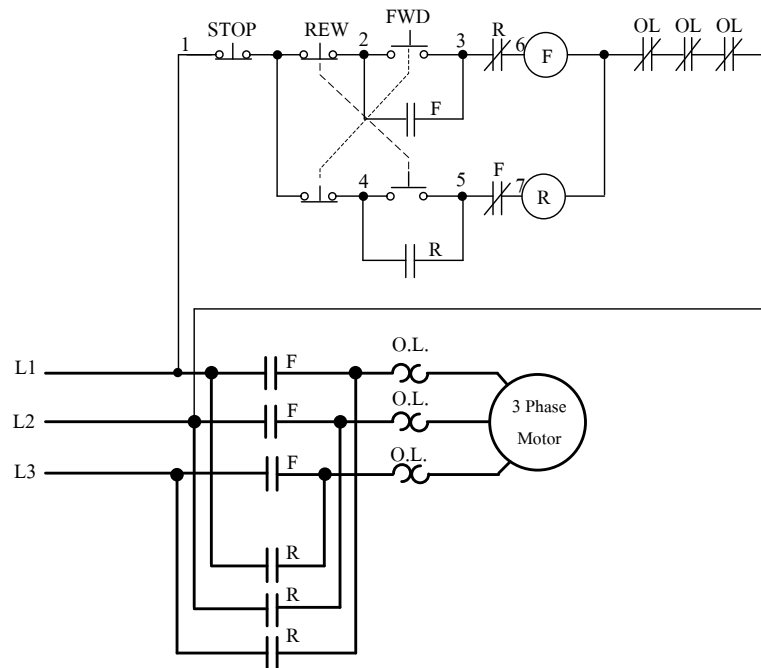 FWD
STOP REW OL OL OL
1 2 3 R 6 F
F
4 5 F 7 R
R
O.L.
L1 F
3 Phase
O.L.
L2 F
Motor
O.L.
L3 F
R
R
R